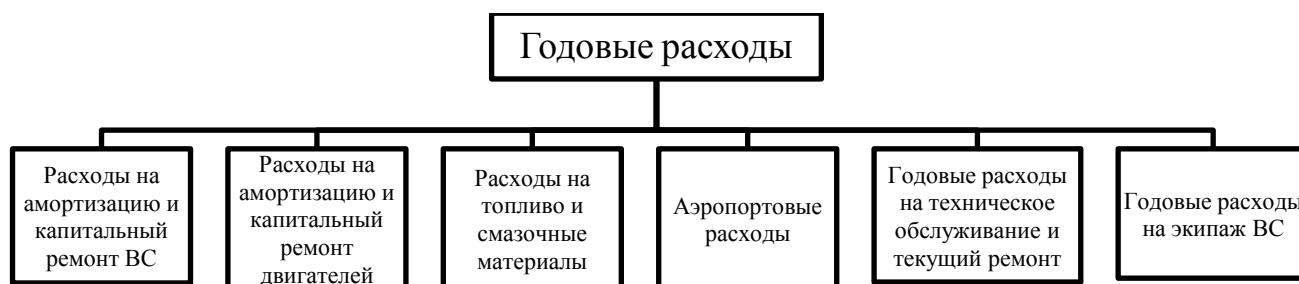 Годовые расходы
Расходы на
амортизацию и
капитальный
ремонт ВС
Расходы на
амортизацию и
капитальный
ремонт
двигателей
Расходы на
топливо и
смазочные
материалы
Аэропортовые
расходы
Годовые расходы
на техническое
обслуживание и
текущий ремонт
Годовые расходы
на экипаж ВС